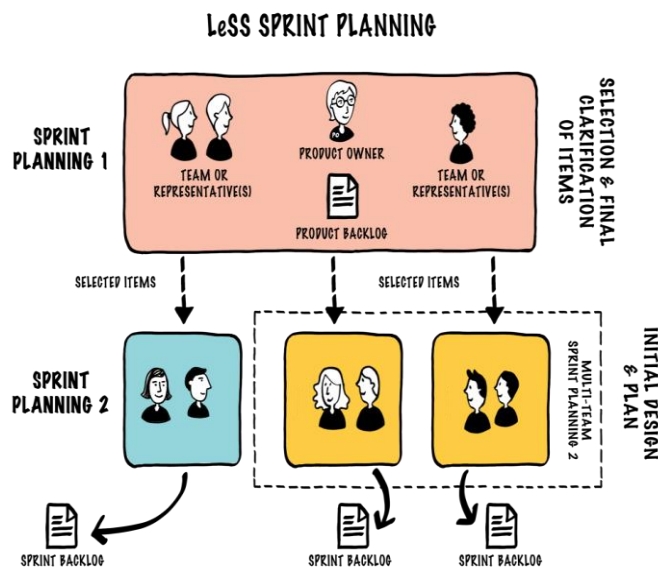 LeSS SPRINT PLANNING
SPRINT
PLANNING 1
TEAM OR
REPRESENTATIVE(S)
PO
PRODUCT OWNER
PRODUCT BACKLOG
TEAM OR
REPRESENTATIVE(S)
SELECTION & FINAL
CLARIFICATION
OF ITEMS
SELECTED ITEMS
SELECTED ITEMS
SPRINT
PLANNING 2
MULTI-TEAM
SPRINT PLANNING 2
INITIAL DESIGN
& PLAN
SPRINT BACKLOG
SPRINT BACKLOG
SPRINT BACKLOG